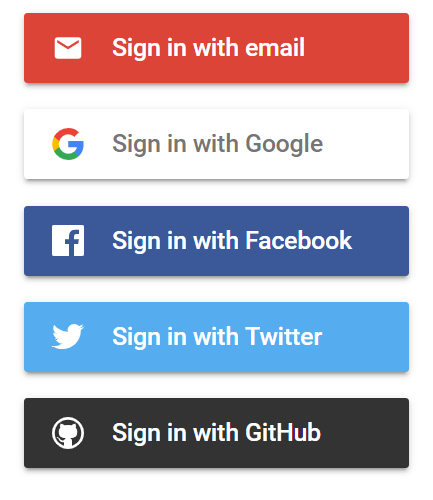 Sign in with email
Sign in with Google
Sign in with Facebook
Sign in with Twitter
Sign in with GitHub